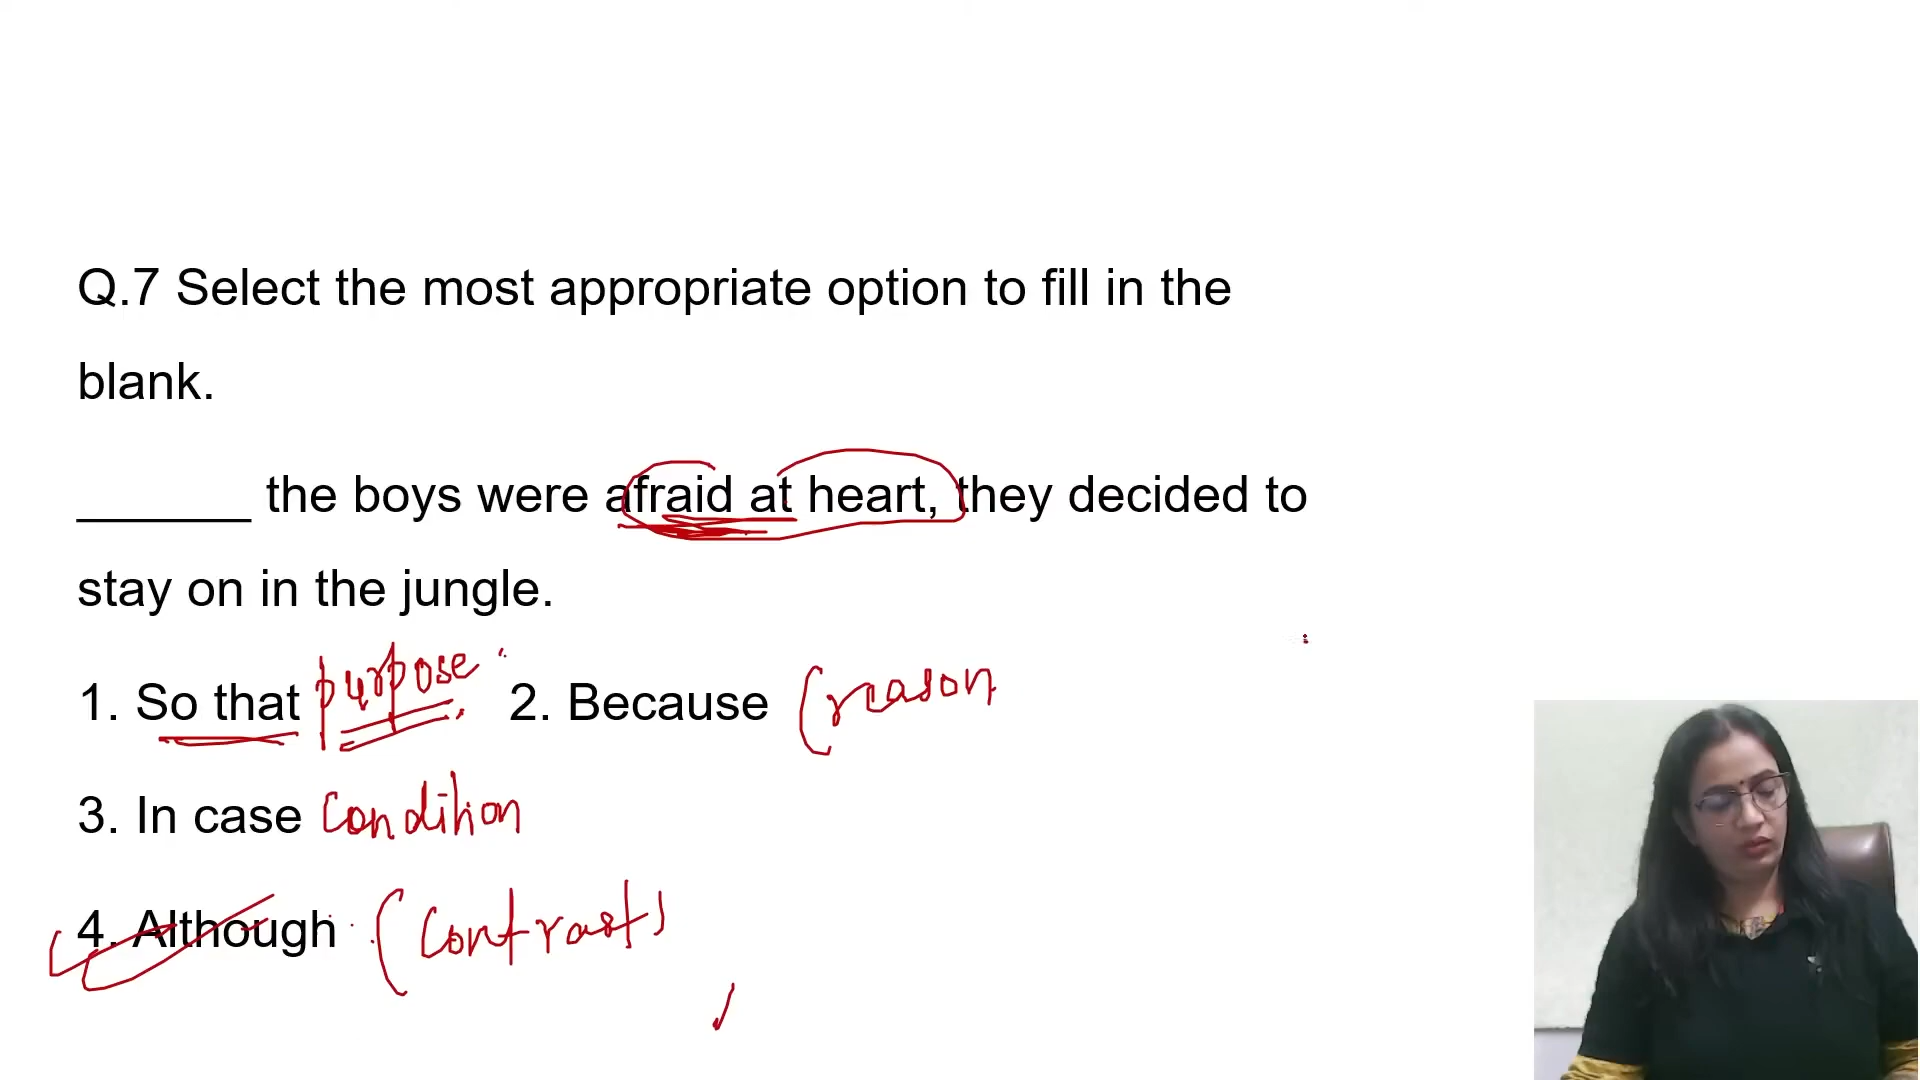 Q.7 Select the most appropriate option to fill in the
blank.
______ the boys were afraid at heart, they decided to
stay on in the jungle.
1. So that purpose 2. Because (reason
3. In case condition
4. Although (contrast)